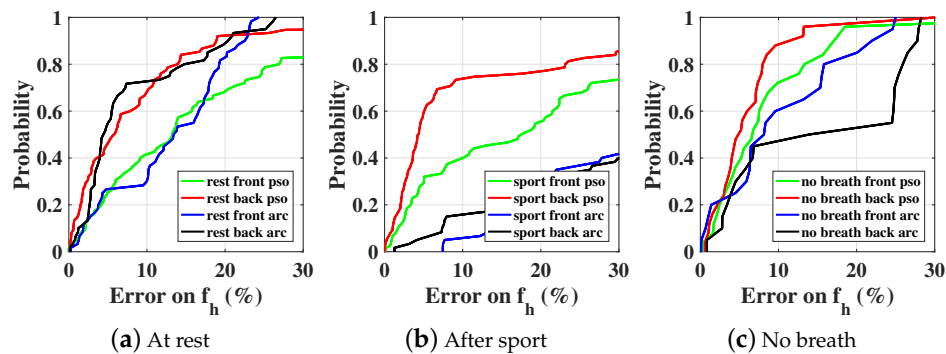 1
0.8
0.6
0.4
0.2
0
Probability
rest front pso
rest back pso
rest front arc
rest back arc
0 10 20 30
Error on f_h (%)
(a) At rest
1
0.8
0.6
0.4
0.2
0
Probability
sport front pso
sport back pso
sport front arc
sport back arc
0 10 20 30
Error on f_h (%)
(b) After sport
1
0.8
0.6
0.4
0.2
0
Probability
no breath front pso
no breath back pso
no breath front arc
no breath back arc
0 10 20 30
Error on f_h (%)
(c) No breath